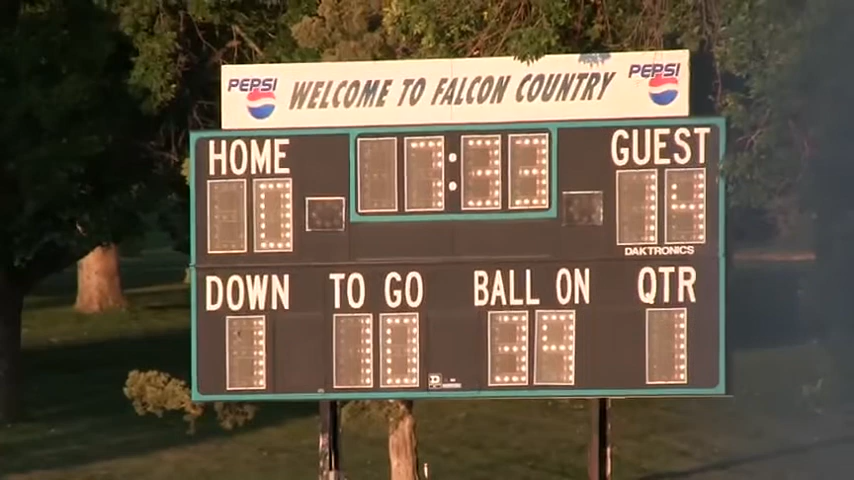 PEPSI WELCOME TO FALCON COUNTRY PEPSI
HOME GUEST
DAKTRONICS
DOWN TO GO BALL ON QTR